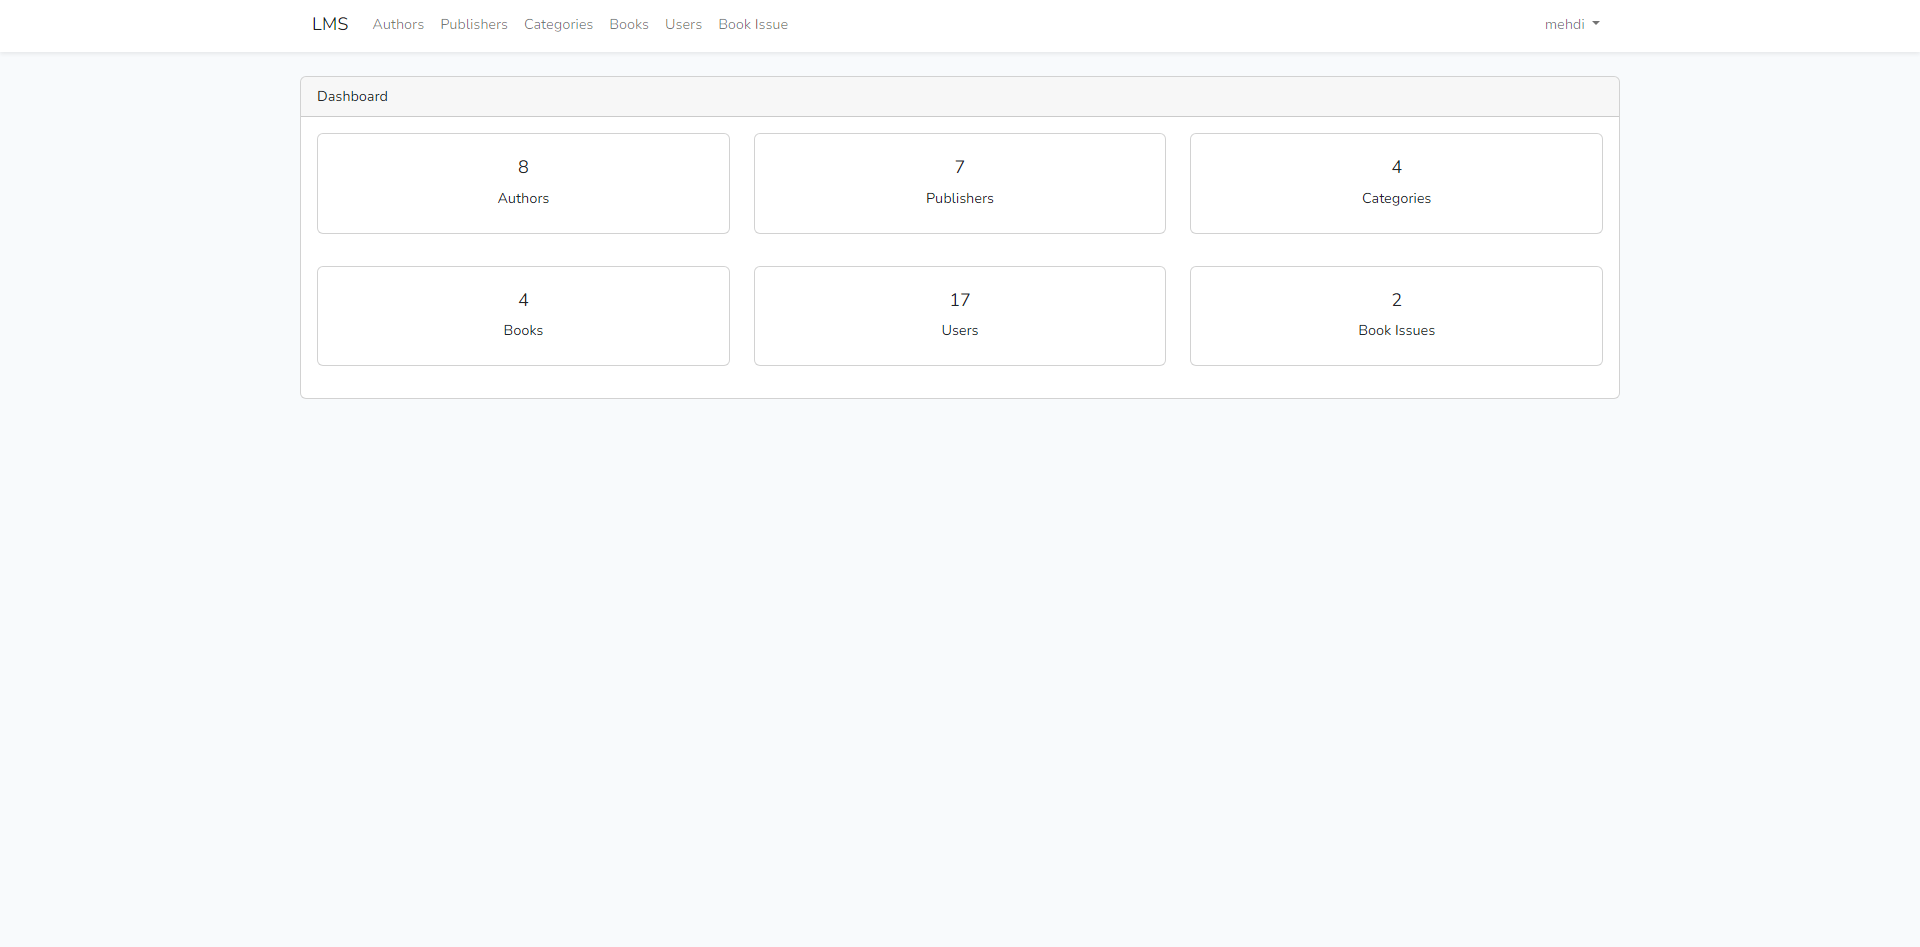 LMS Authors Publishers Categories Books Users Book Issue mehdi
Dashboard
8
Authors
7
Publishers
4
Categories
4
Books
17
Users
2
Book Issues